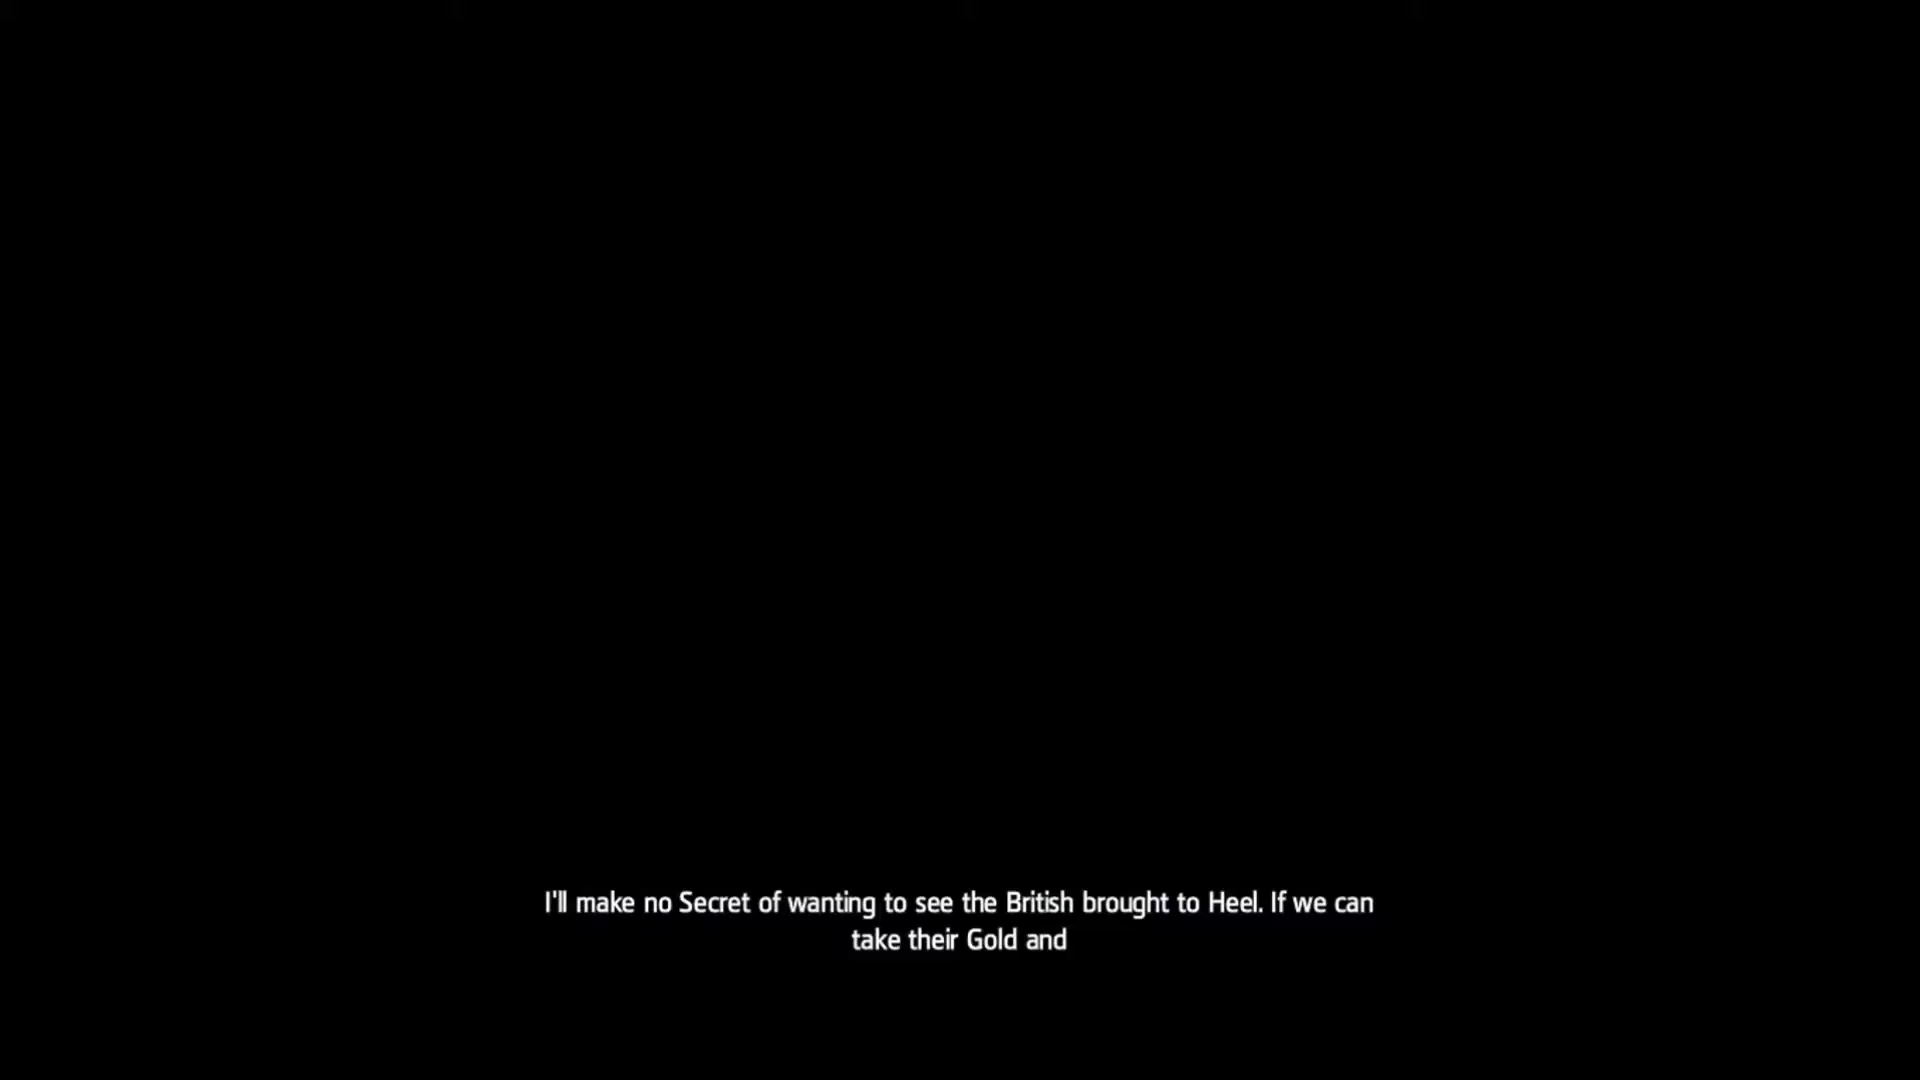 I'll make no Secret of wanting to see the British brought to Heel. If we can
take their Gold and